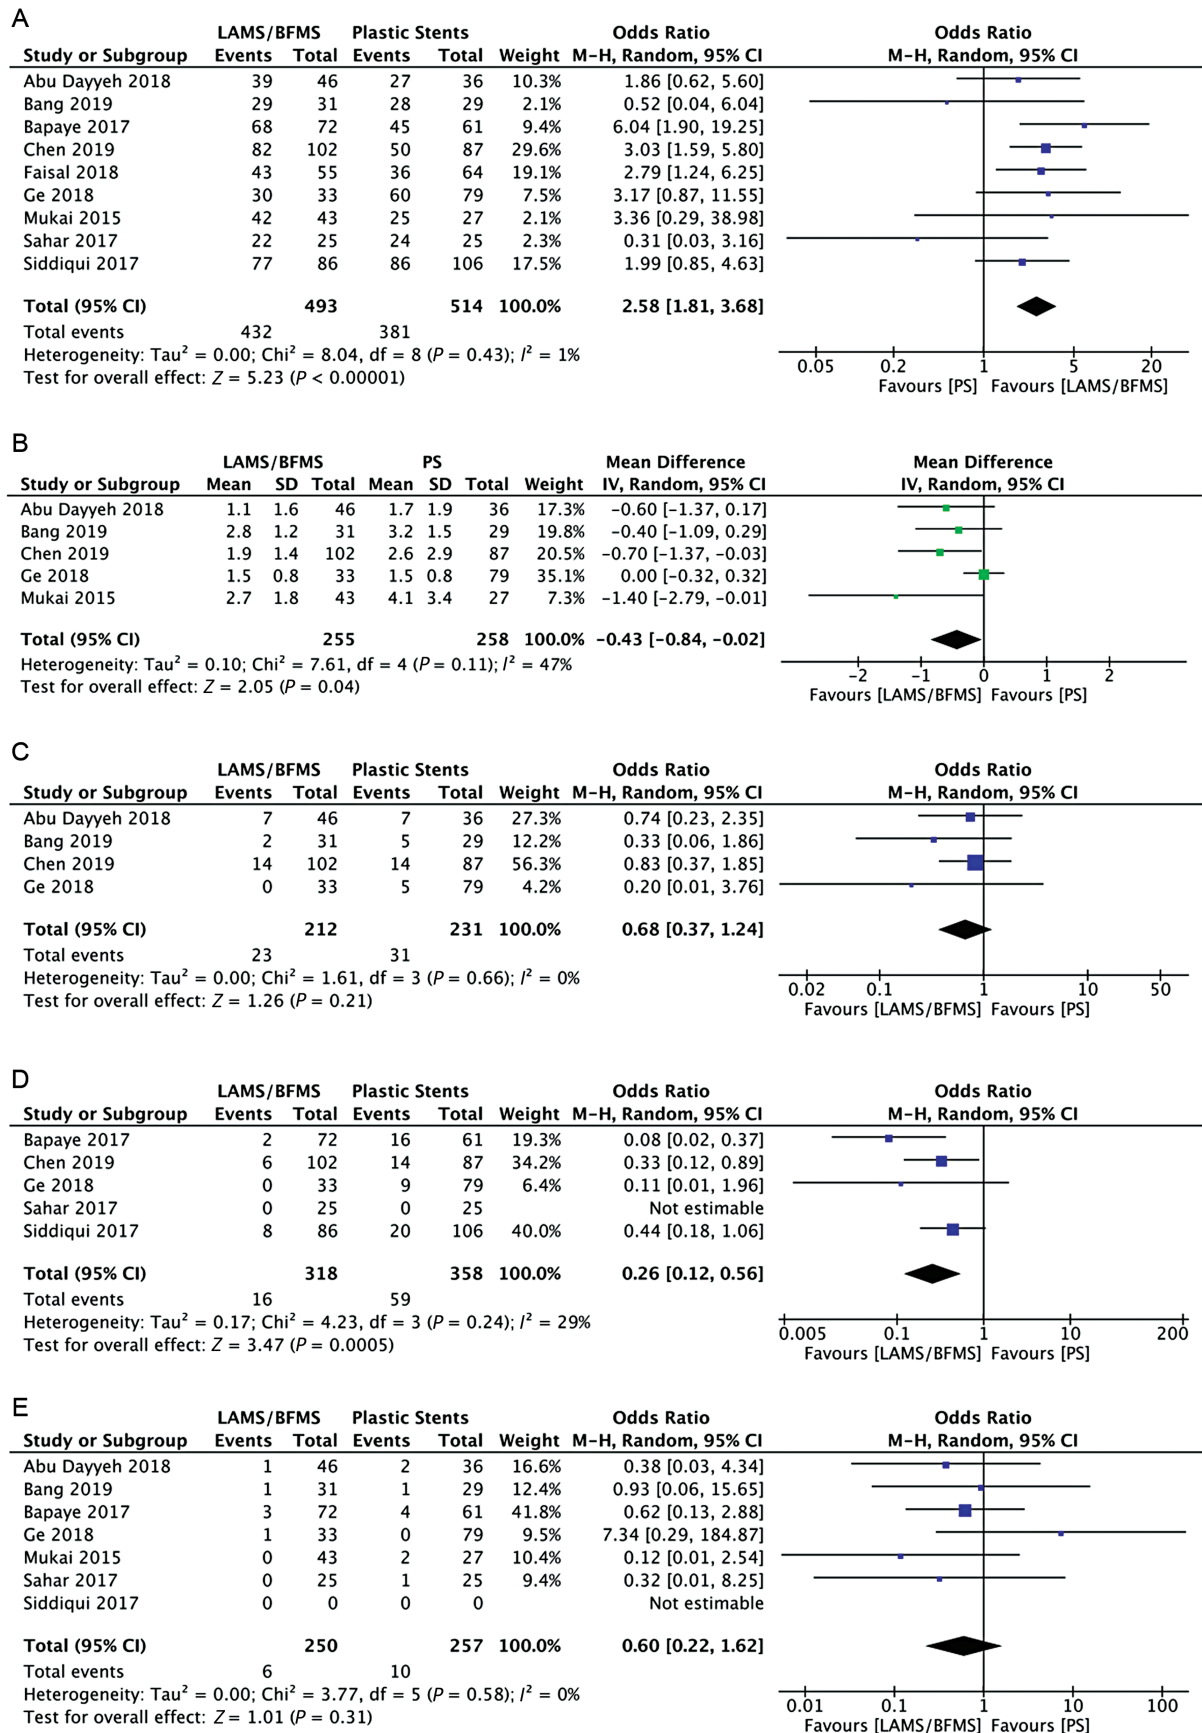 A
LAMS/BFMS Plastic Stents Odds Ratio Odds Ratio
Study or Subgroup Events Total Events Total Weight M-H, Random, 95% CI M-H, Random, 95% CI
Abu Dayyeh 2018 39 46 27 36 10.3% 1.86 [0.62, 5.60]
Bang 2019 29 31 28 29 2.1% 0.52 [0.04, 6.04]
Bapaye 2017 68 72 45 61 9.4% 6.04 [1.90, 19.25]
Chen 2019 82 102 50 87 29.6% 3.03 [1.59, 5.80]
Faisal 2018 43 55 36 64 19.1% 2.79 [1.24, 6.25]
Ge 2018 30 33 60 79 7.5% 3.17 [0.87, 11.55]
Mukai 2015 42 43 25 27 2.1% 3.36 [0.29, 38.98]
Sahar 2017 22 25 24 25 2.3% 0.31 [0.03, 3.16]
Siddiqui 2017 77 86 86 106 17.5% 1.99 [0.85, 4.63]
Total (95% CI) 493 514 100.0% 2.58 [1.81, 3.68]
Total events 432 381
Heterogeneity: Tau² = 0.00; Chi² = 8.04, df = 8 (P = 0.43); I² = 1%
Test for overall effect: Z = 5.23 (P < 0.00001)
0.05 0.2 1 5 20
Favours [PS] Favours [LAMS/BFMS]
B
LAMS/BFMS PS Mean Difference Mean Difference
Study or Subgroup Mean SD Total Mean SD Total Weight IV, Random, 95% CI IV, Random, 95% CI
Abu Dayyeh 2018 1.1 1.6 46 1.7 1.9 36 17.3% −0.60 [−1.37, 0.17]
Bang 2019 2.8 1.2 31 3.2 1.5 29 19.8% −0.40 [−1.09, 0.29]
Chen 2019 1.9 1.4 102 2.6 2.9 87 20.5% −0.70 [−1.37, −0.03]
Ge 2018 1.5 0.8 33 1.5 0.8 79 35.1% 0.00 [−0.32, 0.32]
Mukai 2015 2.7 1.8 43 4.1 3.4 27 7.3% −1.40 [−2.79, −0.01]
Total (95% CI) 255 258 100.0% −0.43 [−0.84, −0.02]
Heterogeneity: Tau² = 0.10; Chi² = 7.61, df = 4 (P = 0.11); I² = 47%
Test for overall effect: Z = 2.05 (P = 0.04)
−2 −1 0 1 2
Favours [LAMS/BFMS] Favours [PS]
C
LAMS/BFMS Plastic Stents Odds Ratio Odds Ratio
Study or Subgroup Events Total Events Total Weight M-H, Random, 95% CI M-H, Random, 95% CI
Abu Dayyeh 2018 7 46 7 36 27.3% 0.74 [0.23, 2.35]
Bang 2019 2 31 5 29 12.2% 0.33 [0.06, 1.86]
Chen 2019 14 102 14 87 56.3% 0.83 [0.37, 1.85]
Ge 2018 0 33 5 79 4.2% 0.20 [0.01, 3.76]
Total (95% CI) 212 231 100.0% 0.68 [0.37, 1.24]
Total events 23 31
Heterogeneity: Tau² = 0.00; Chi² = 1.61, df = 3 (P = 0.66); I² = 0%
Test for overall effect: Z = 1.26 (P = 0.21)
0.02 0.1 1 10 50
Favours [LAMS/BFMS] Favours [PS]
D
LAMS/BFMS Plastic Stents Odds Ratio Odds Ratio
Study or Subgroup Events Total Events Total Weight M-H, Random, 95% CI M-H, Random, 95% CI
Bapaye 2017 2 72 16 61 19.3% 0.08 [0.02, 0.37]
Chen 2019 6 102 14 87 34.2% 0.33 [0.12, 0.89]
Ge 2018 0 33 9 79 6.4% 0.11 [0.01, 1.96]
Sahar 2017 0 25 0 25 Not estimable
Siddiqui 2017 8 86 20 106 40.0% 0.44 [0.18, 1.06]
Total (95% CI) 318 358 100.0% 0.26 [0.12, 0.56]
Total events 16 59
Heterogeneity: Tau² = 0.17; Chi² = 4.23, df = 3 (P = 0.24); I² = 29%
Test for overall effect: Z = 3.47 (P = 0.0005)
0.005 0.1 1 10 200
Favours [LAMS/BFMS] Favours [PS]
E
LAMS/BFMS Plastic Stents Odds Ratio Odds Ratio
Study or Subgroup Events Total Events Total Weight M-H, Random, 95% CI M-H, Random, 95% CI
Abu Dayyeh 2018 1 46 2 36 16.6% 0.38 [0.03, 4.34]
Bang 2019 1 31 1 29 12.4% 0.93 [0.06, 15.65]
Bapaye 2017 3 72 4 61 41.8% 0.62 [0.13, 2.88]
Ge 2018 1 33 0 79 9.5% 7.34 [0.29, 184.87]
Mukai 2015 0 43 2 27 10.4% 0.12 [0.01, 2.54]
Sahar 2017 0 25 1 25 9.4% 0.32 [0.01, 8.25]
Siddiqui 2017 0 0 0 0 Not estimable
Total (95% CI) 250 257 100.0% 0.60 [0.22, 1.62]
Total events 6 10
Heterogeneity: Tau² = 0.00; Chi² = 3.77, df = 5 (P = 0.58); I² = 0%
Test for overall effect: Z = 1.01 (P = 0.31)
0.01 0.1 1 10 100
Favours [LAMS/BFMS] Favours [PS]